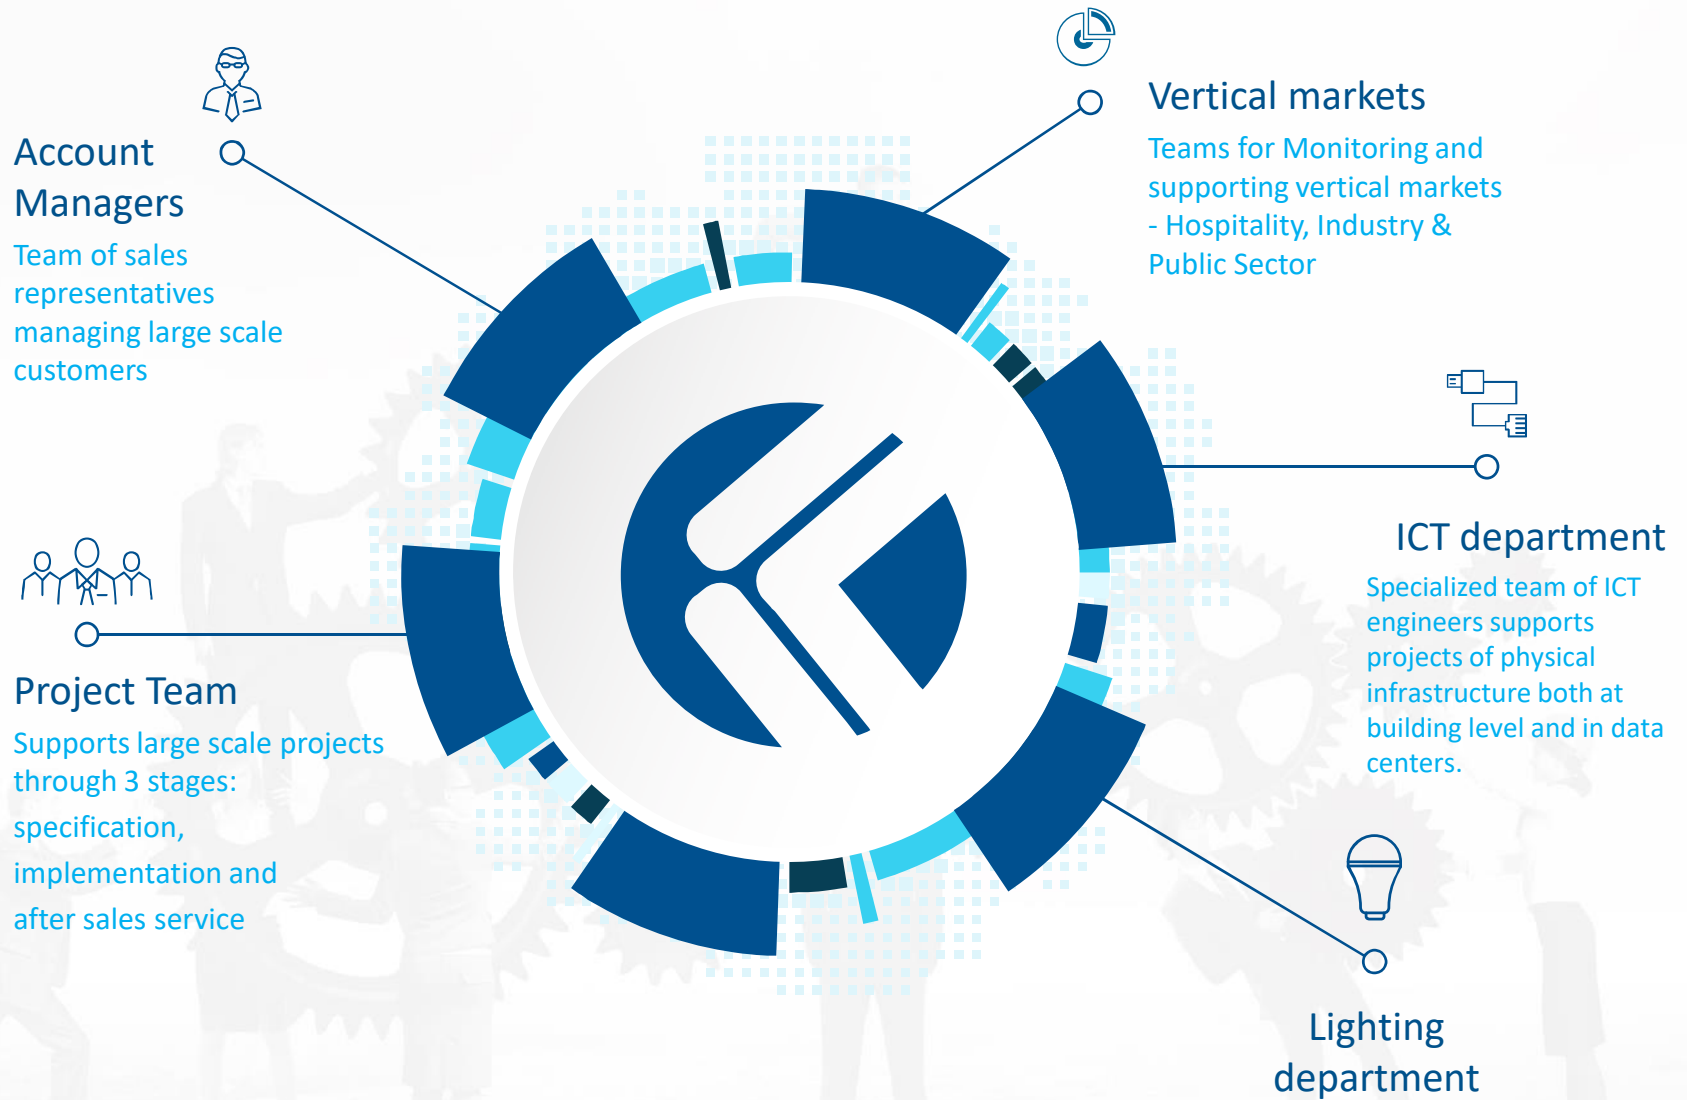 Account
Managers
Team of sales
representatives
managing large scale
customers
Vertical markets
Teams for Monitoring and
supporting vertical markets
- Hospitality, Industry &
Public Sector
ICT department
Specialized team of ICT
engineers supports
projects of physical
infrastructure both at
building level and in data
centers.
Project Team
Supports large scale projects
through 3 stages:
specification,
implementation and
after sales service
Lighting
department